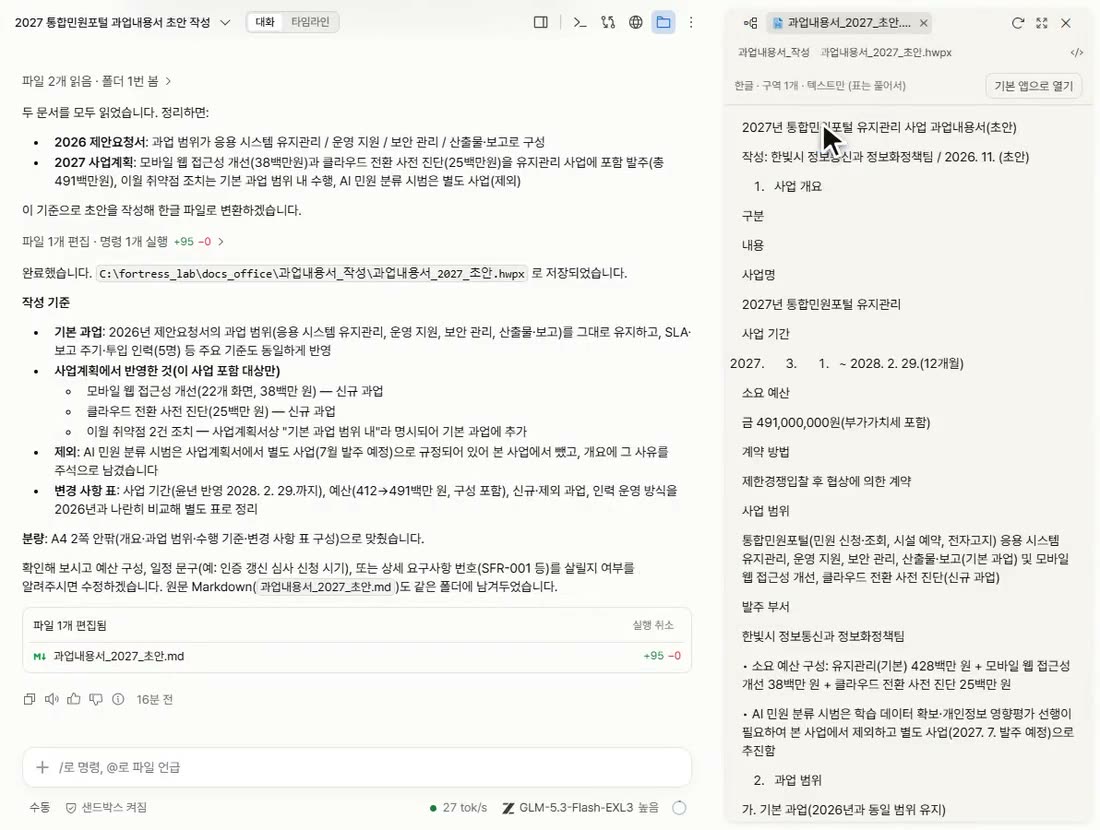 2027 통합민원포털 과업내용서 초안 작성
대화 타임라인
파일 2개 읽음 · 폴더 1번 봄
두 문서를 모두 읽었습니다. 정리하면:
• 2026 제안요청서: 과업 범위가 응용 시스템 유지관리 / 운영 지원 / 보안 관리 / 산출물·보고로 구성
• 2027 사업계획: 모바일 웹 접근성 개선(38백만원)과 클라우드 전환 사전 진단(25백만원)을 유지관리 사업에 포함 발주(총
491백만원), 이월 취약점 조치는 기본 과업 범위 내 수행, AI 민원 분류 시범은 별도 사업(제외)
이 기준으로 초안을 작성해 한글 파일로 변환하겠습니다.
파일 1개 편집 · 명령 1개 실행 +95 −0
완료했습니다. C:\fortress_lab\docs_office\과업내용서_작성\과업내용서_2027_초안.hwpx 로 저장되었습니다.
작성 기준
• 기본 과업: 2026년 제안요청서의 과업 범위(응용 시스템 유지관리, 운영 지원, 보안 관리, 산출물·보고)를 그대로 유지하고, SLA·
보고 주기·투입 인력(5명) 등 주요 기준도 동일하게 반영
• 사업계획에서 반영한 것(이 사업 포함 대상만)
모바일 웹 접근성 개선(22개 화면, 38백만 원) — 신규 과업
클라우드 전환 사전 진단(25백만 원) — 신규 과업
이월 취약점 2건 조치 — 사업계획서상 "기본 과업 범위 내"라 명시되어 기본 과업에 추가
• 제외: AI 민원 분류 시범은 사업계획서에서 별도 사업(7월 발주 예정)으로 규정되어 있어 본 사업에서 뺐고, 개요에 그 사유를
주석으로 남겼습니다
• 변경 사항 표: 사업 기간(윤년 반영 2028. 2. 29.까지), 예산(412→491백만 원, 구성 포함), 신규·제외 과업, 인력 운영 방식을
2026년과 나란히 비교해 별도 표로 정리
분량: A4 2쪽 안팎(개요·과업 범위·수행 기준·변경 사항 표 구성)으로 맞췄습니다.
확인해 보시고 예산 구성, 일정 문구(예: 인증 갱신 심사 신청 시기), 또는 상세 요구사항 번호(SFR-001 등)를 살릴지 여부를
알려주시면 수정하겠습니다. 원문 Markdown( 과업내용서_2027_초안.md )도 같은 폴더에 남겨두었습니다.
파일 1개 편집됨 실행 취소
M↓ 과업내용서_2027_초안.md +95 −0
16분 전
/로 명령, @로 파일 언급
수동 샌드박스 켜짐 27 tok/s GLM-5.3-Flash-EXL3 높음
과업내용서_2027_초안....
과업내용서_작성 과업내용서_2027_초안.hwpx
한글 · 구역 1개 · 텍스트만 (표는 풀어서) 기본 앱으로 열기
2027년 통합민원포털 유지관리 사업 과업내용서(초안)
작성: 한빛시 정보통신과 정보화정책팀 / 2026. 11. (초안)
1. 사업 개요
구분
내용
사업명
2027년 통합민원포털 유지관리
사업 기간
2027. 3. 1. ~ 2028. 2. 29.(12개월)
소요 예산
금 491,000,000원(부가가치세 포함)
계약 방법
제한경쟁입찰 후 협상에 의한 계약
사업 범위
통합민원포털(민원 신청·조회, 시설 예약, 전자고지) 응용 시스템
유지관리, 운영 지원, 보안 관리, 산출물·보고(기본 과업) 및 모바일
웹 접근성 개선, 클라우드 전환 사전 진단(신규 과업)
발주 부서
한빛시 정보통신과 정보화정책팀
• 소요 예산 구성: 유지관리(기본) 428백만 원 + 모바일 웹 접근성
개선 38백만 원 + 클라우드 전환 사전 진단 25백만 원
• AI 민원 분류 시범은 학습 데이터 확보·개인정보 영향평가 선행이
필요하여 본 사업에서 제외하고 별도 사업(2027. 7. 발주 예정)으로
추진함
2. 과업 범위
가. 기본 과업(2026년과 동일 범위 유지)